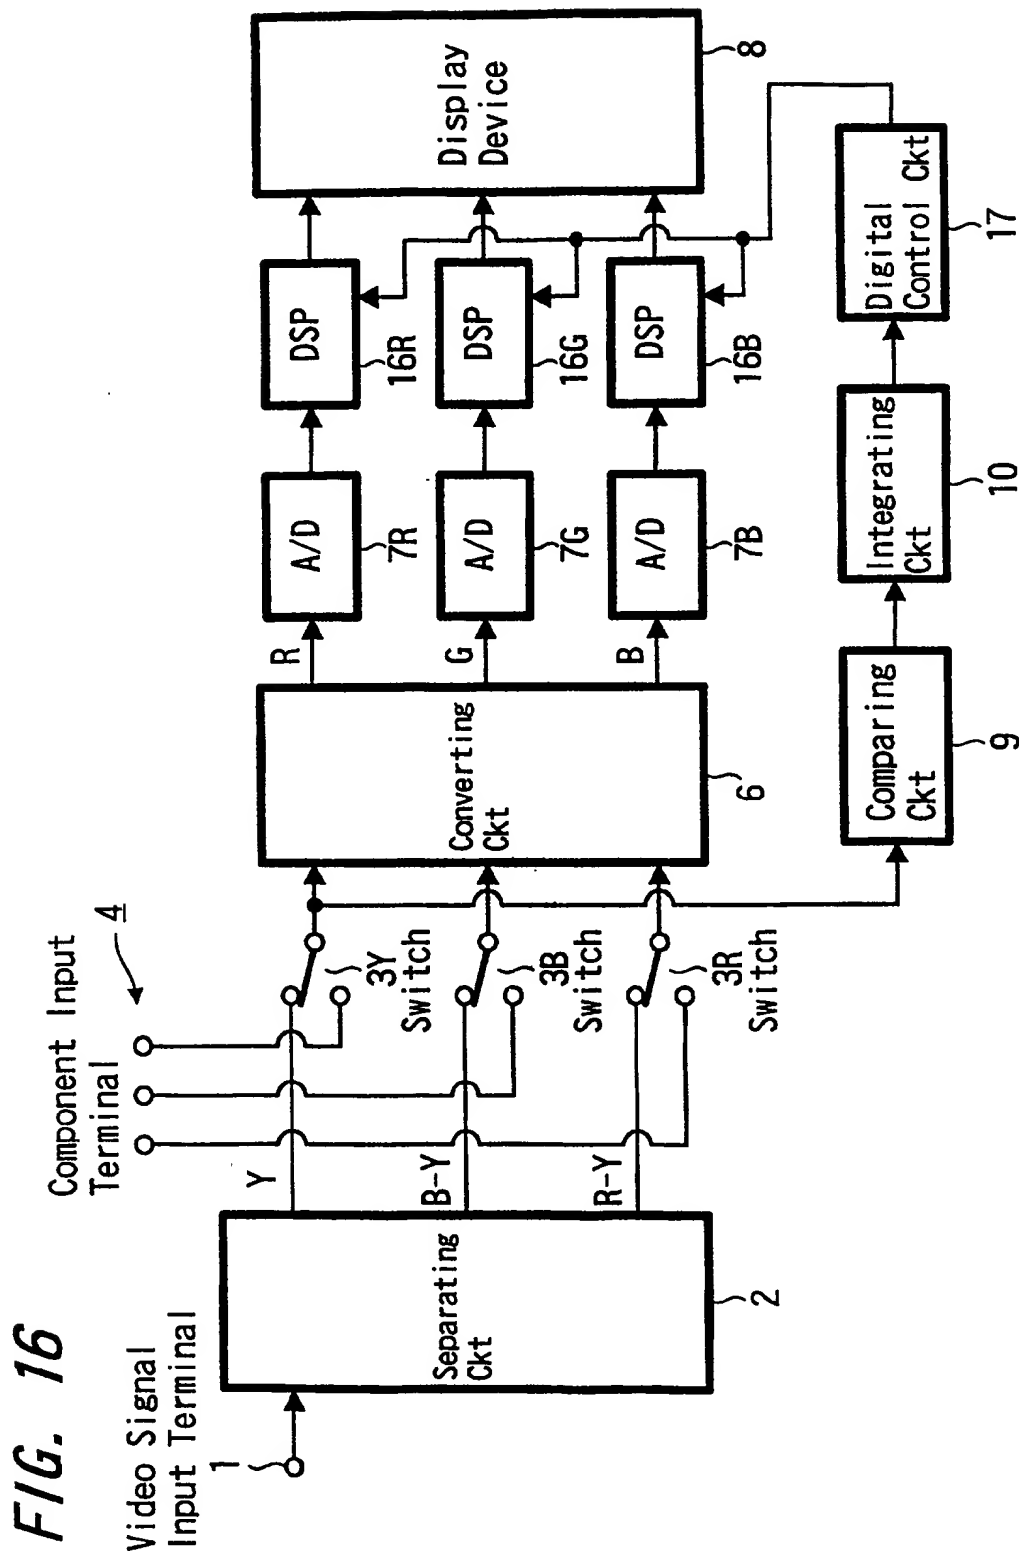 FIG. 16
Video Signal
Input Terminal
1
Separating
Ckt
2
Y
B-Y
R-Y
Component Input
Terminal
4
3Y
Switch
3B
Switch
3R
Switch
Converting
Ckt
6
R
G
B
A/D
7R
A/D
7G
A/D
7B
DSP
16R
DSP
16G
DSP
16B
Display
Device
8
Comparing
Ckt
9
Integrating
Ckt
10
Digital
Control Ckt
17